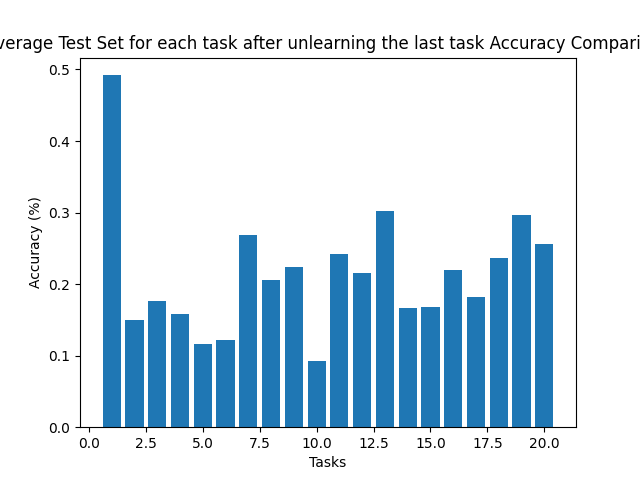 verage Test Set for each task after unlearning the last task Accuracy Compari
0.5
0.4
0.3
0.2
0.1
0.0
Accuracy (%)
0.0 2.5 5.0 7.5 10.0 12.5 15.0 17.5 20.0
Tasks